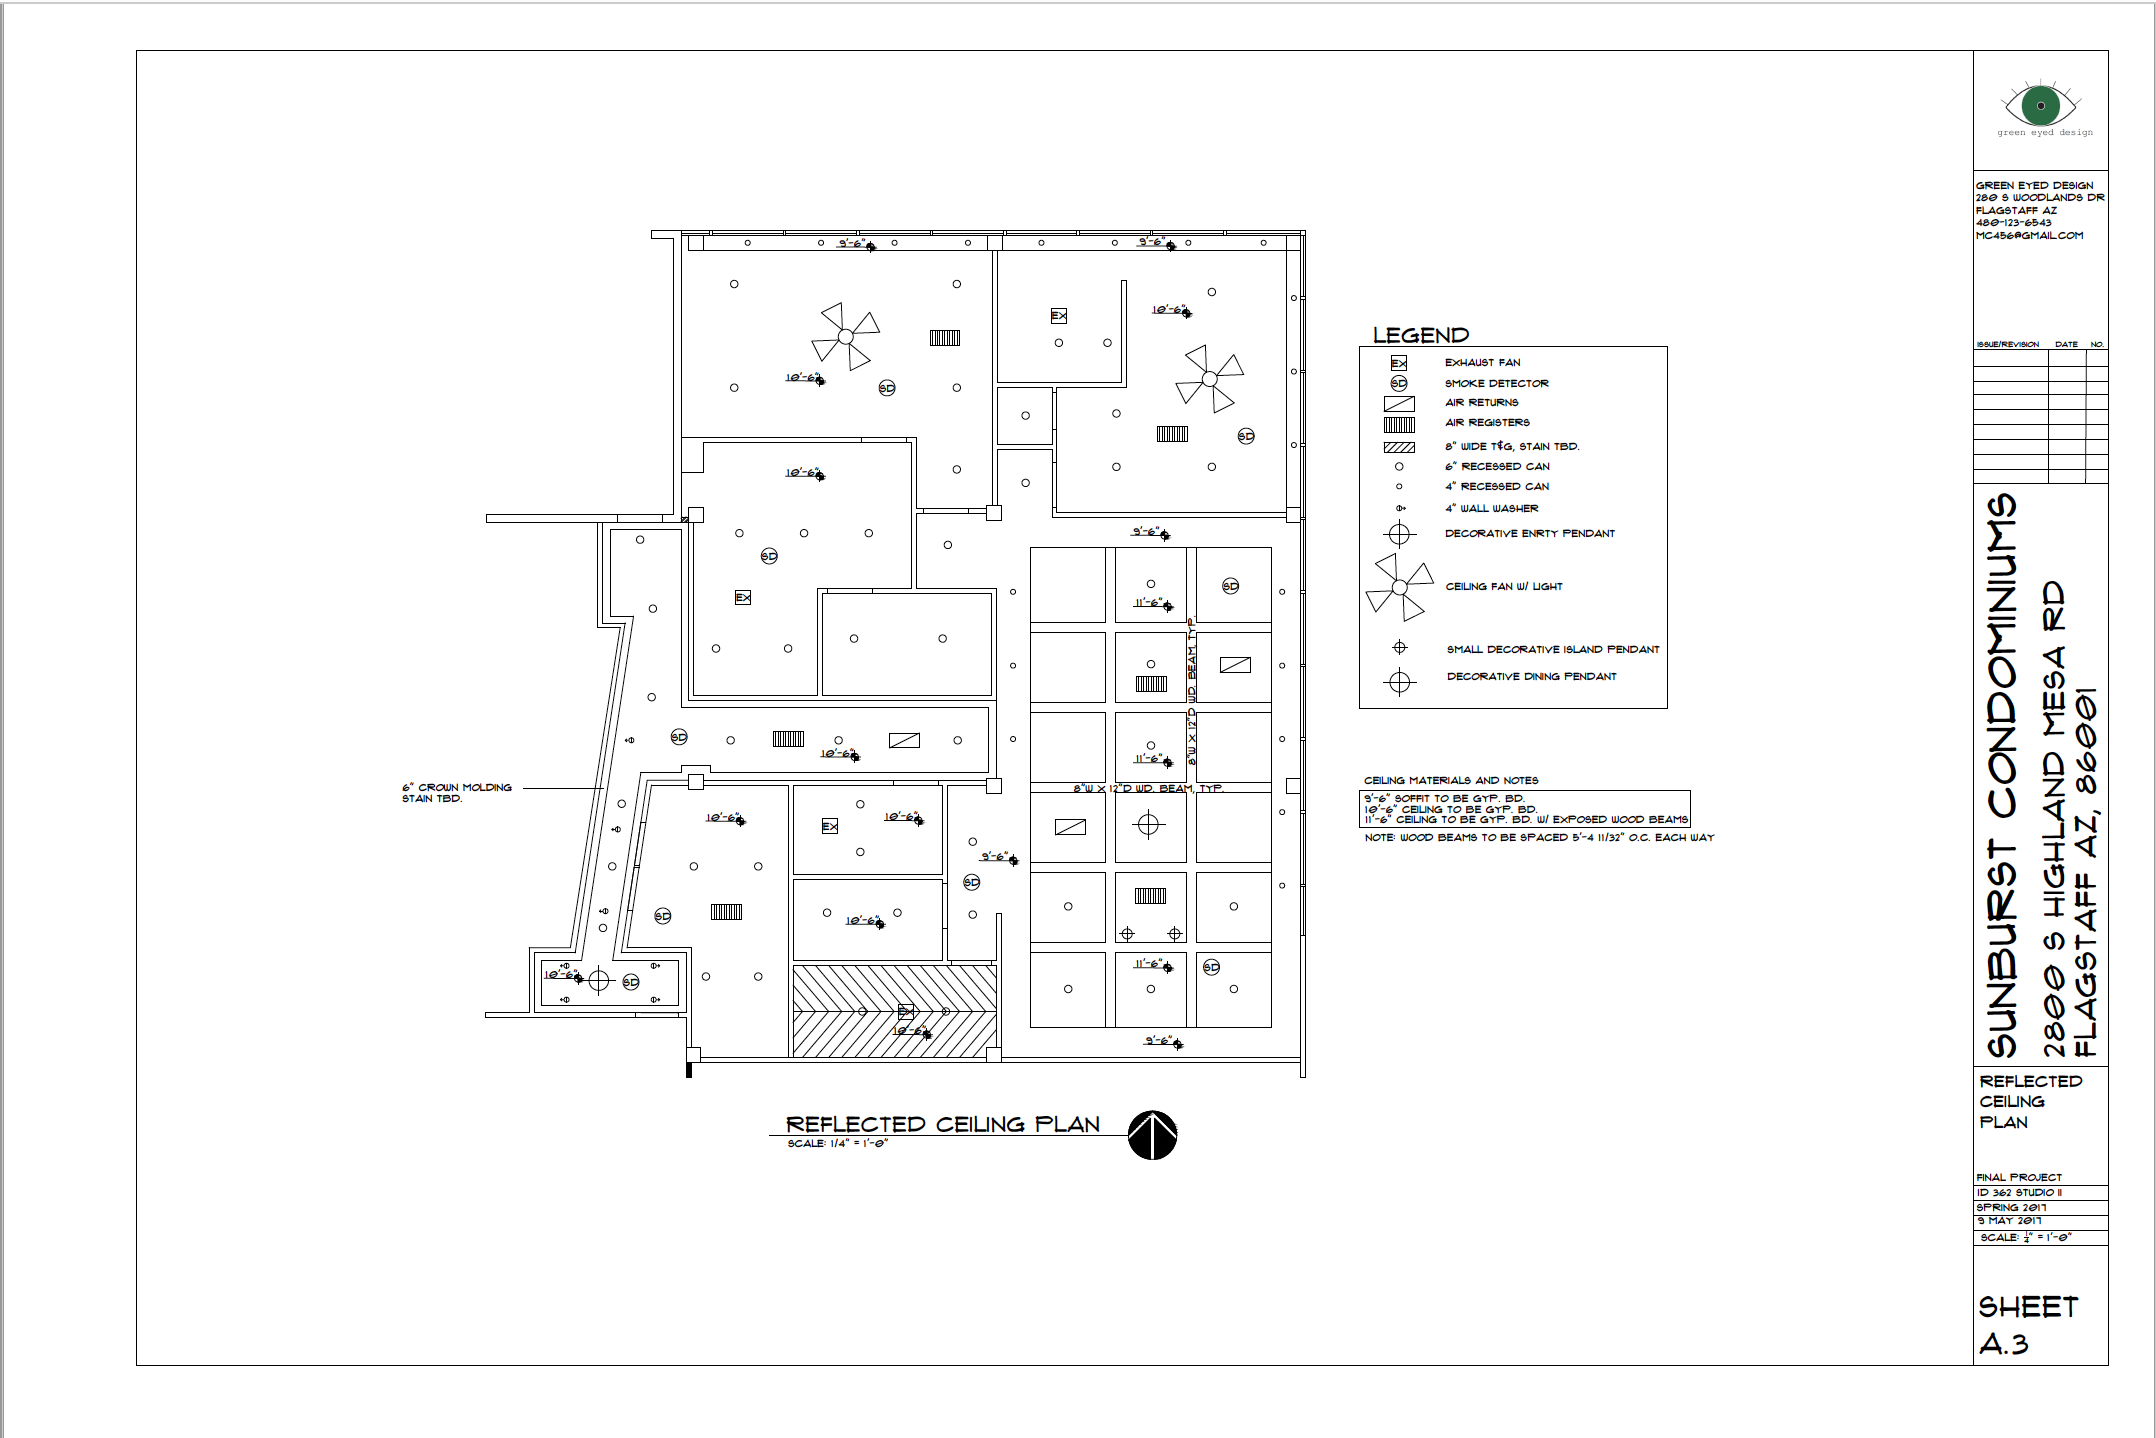 green eyed design
GREEN EYED DESIGN
280 S WOODLANDS DR
FLAGSTAFF AZ
480-123-6543
MC456@GMAIL.COM
ISSUE/REVISION DATE NO.
SUNBURST CONDOMINIUMS
2800 S HIGHLAND MESA RD
FLAGSTAFF AZ, 86001
REFLECTED
CEILING
PLAN
FINAL PROJECT
ID 362 STUDIO II
SPRING 2017
9 MAY 2017
SCALE: 1/4" = 1'-0"
SHEET
A.3
9'-6"
9'-6"
EX
10'-6"
10'-6"
SD
SD
10'-6"
9'-6"
SD
SD
EX
11'-6"
8"W X 12"D WD. BEAM, TYP.
SD
10'-6"
11'-6"
6" CROWN MOLDING
STAIN TBD.
8"W X 12"D WD. BEAM, TYP.
10'-6"
EX
10'-6"
9'-6"
SD
SD
10'-6"
10'-6"
SD
11'-6"
SD
EX
10'-6"
9'-6"
LEGEND
EX EXHAUST FAN
SD SMOKE DETECTOR
AIR RETURNS
AIR REGISTERS
8" WIDE T&G, STAIN TBD.
6" RECESSED CAN
4" RECESSED CAN
4" WALL WASHER
DECORATIVE ENRTY PENDANT
CEILING FAN W/ LIGHT
SMALL DECORATIVE ISLAND PENDANT
DECORATIVE DINING PENDANT
CEILING MATERIALS AND NOTES
9'-6" SOFFIT TO BE GYP. BD.
10'-6" CEILING TO BE GYP. BD.
11'-6" CEILING TO BE GYP. BD. W/ EXPOSED WOOD BEAMS
NOTE: WOOD BEAMS TO BE SPACED 5'-4 11/32" O.C. EACH WAY
REFLECTED CEILING PLAN
SCALE: 1/4" = 1'-0"